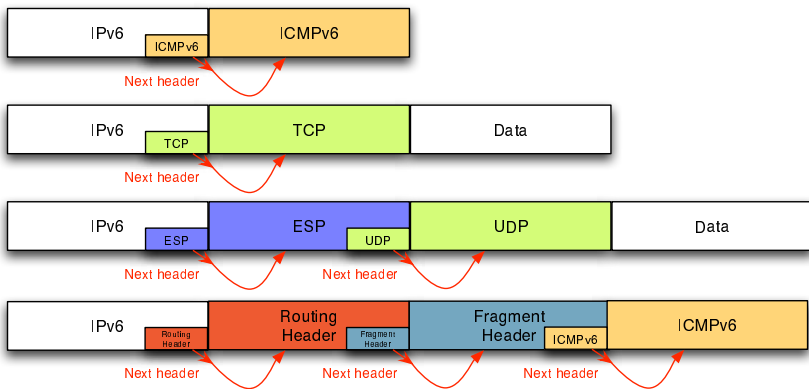 IPv6 ICMPv6 ICMPv6
Next header
IPv6 TCP TCP Data
Next header
IPv6 ESP ESP UDP UDP Data
Next header Next header
IPv6 Routing Header Routing Header Fragment Header Fragment Header ICMPv6 ICMPv6
Next header Next header Next header